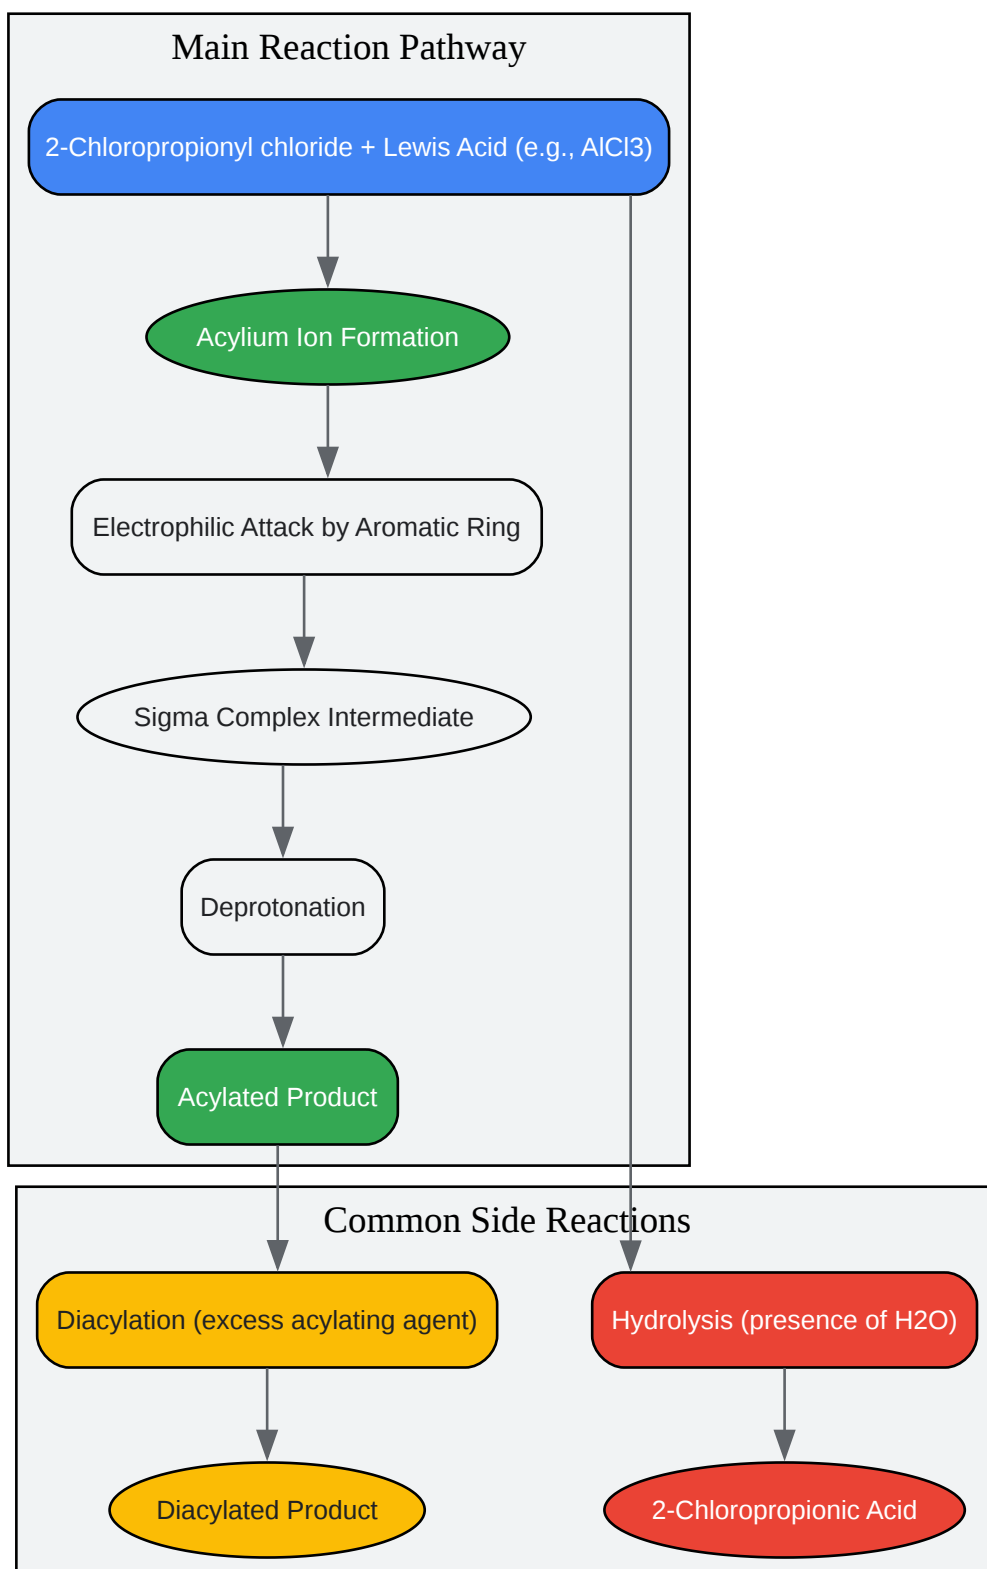 Main Reaction Pathway
2-Chloropropionyl chloride + Lewis Acid (e.g., AlCl3)
Acylium Ion Formation
Electrophilic Attack by Aromatic Ring
Sigma Complex Intermediate
Deprotonation
Acylated Product
Common Side Reactions
Diacylation (excess acylating agent)
Hydrolysis (presence of H2O)
Diacylated Product
2-Chloropropionic Acid